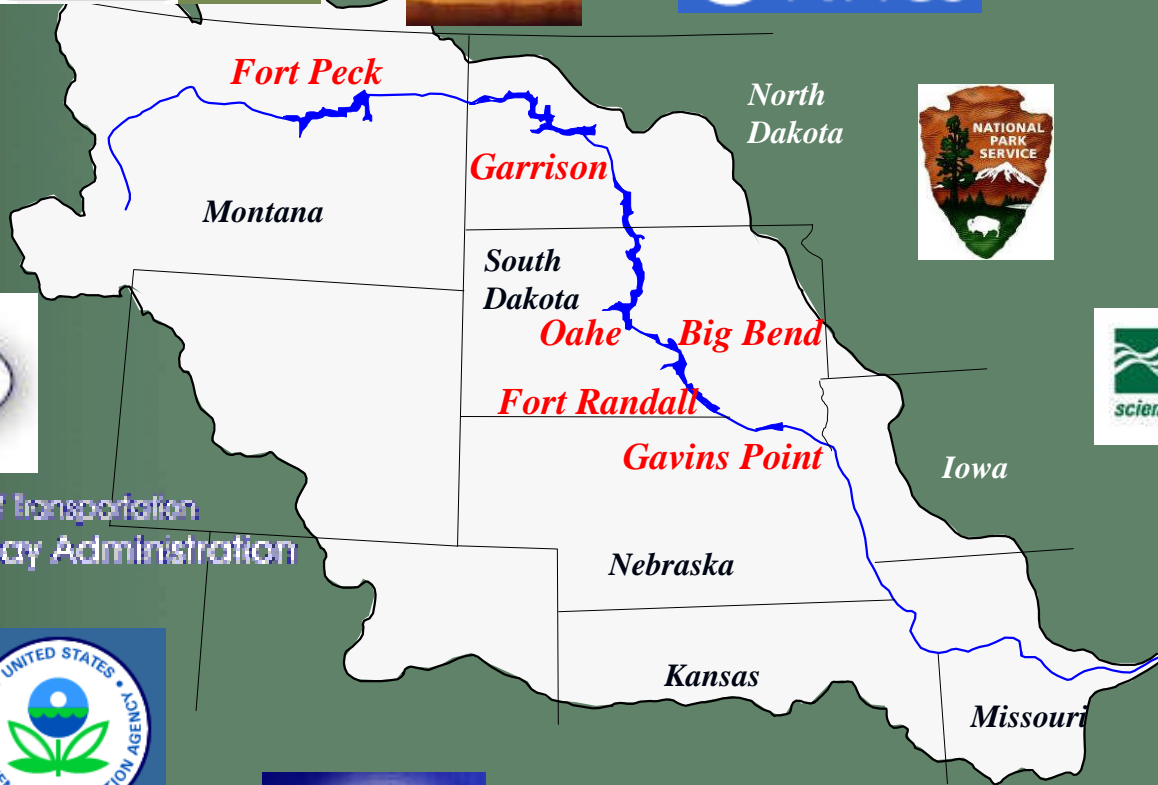 Fort Peck
North
Dakota
NATIONAL
PARK
SERVICE
Garrison
Montana
South
Dakota
Oahe
Big Bend
Fort Randall
Gavins Point
Iowa
Transportation
Administration
Nebraska
UNITED STATES
AGENCY
Kansas
Missouri